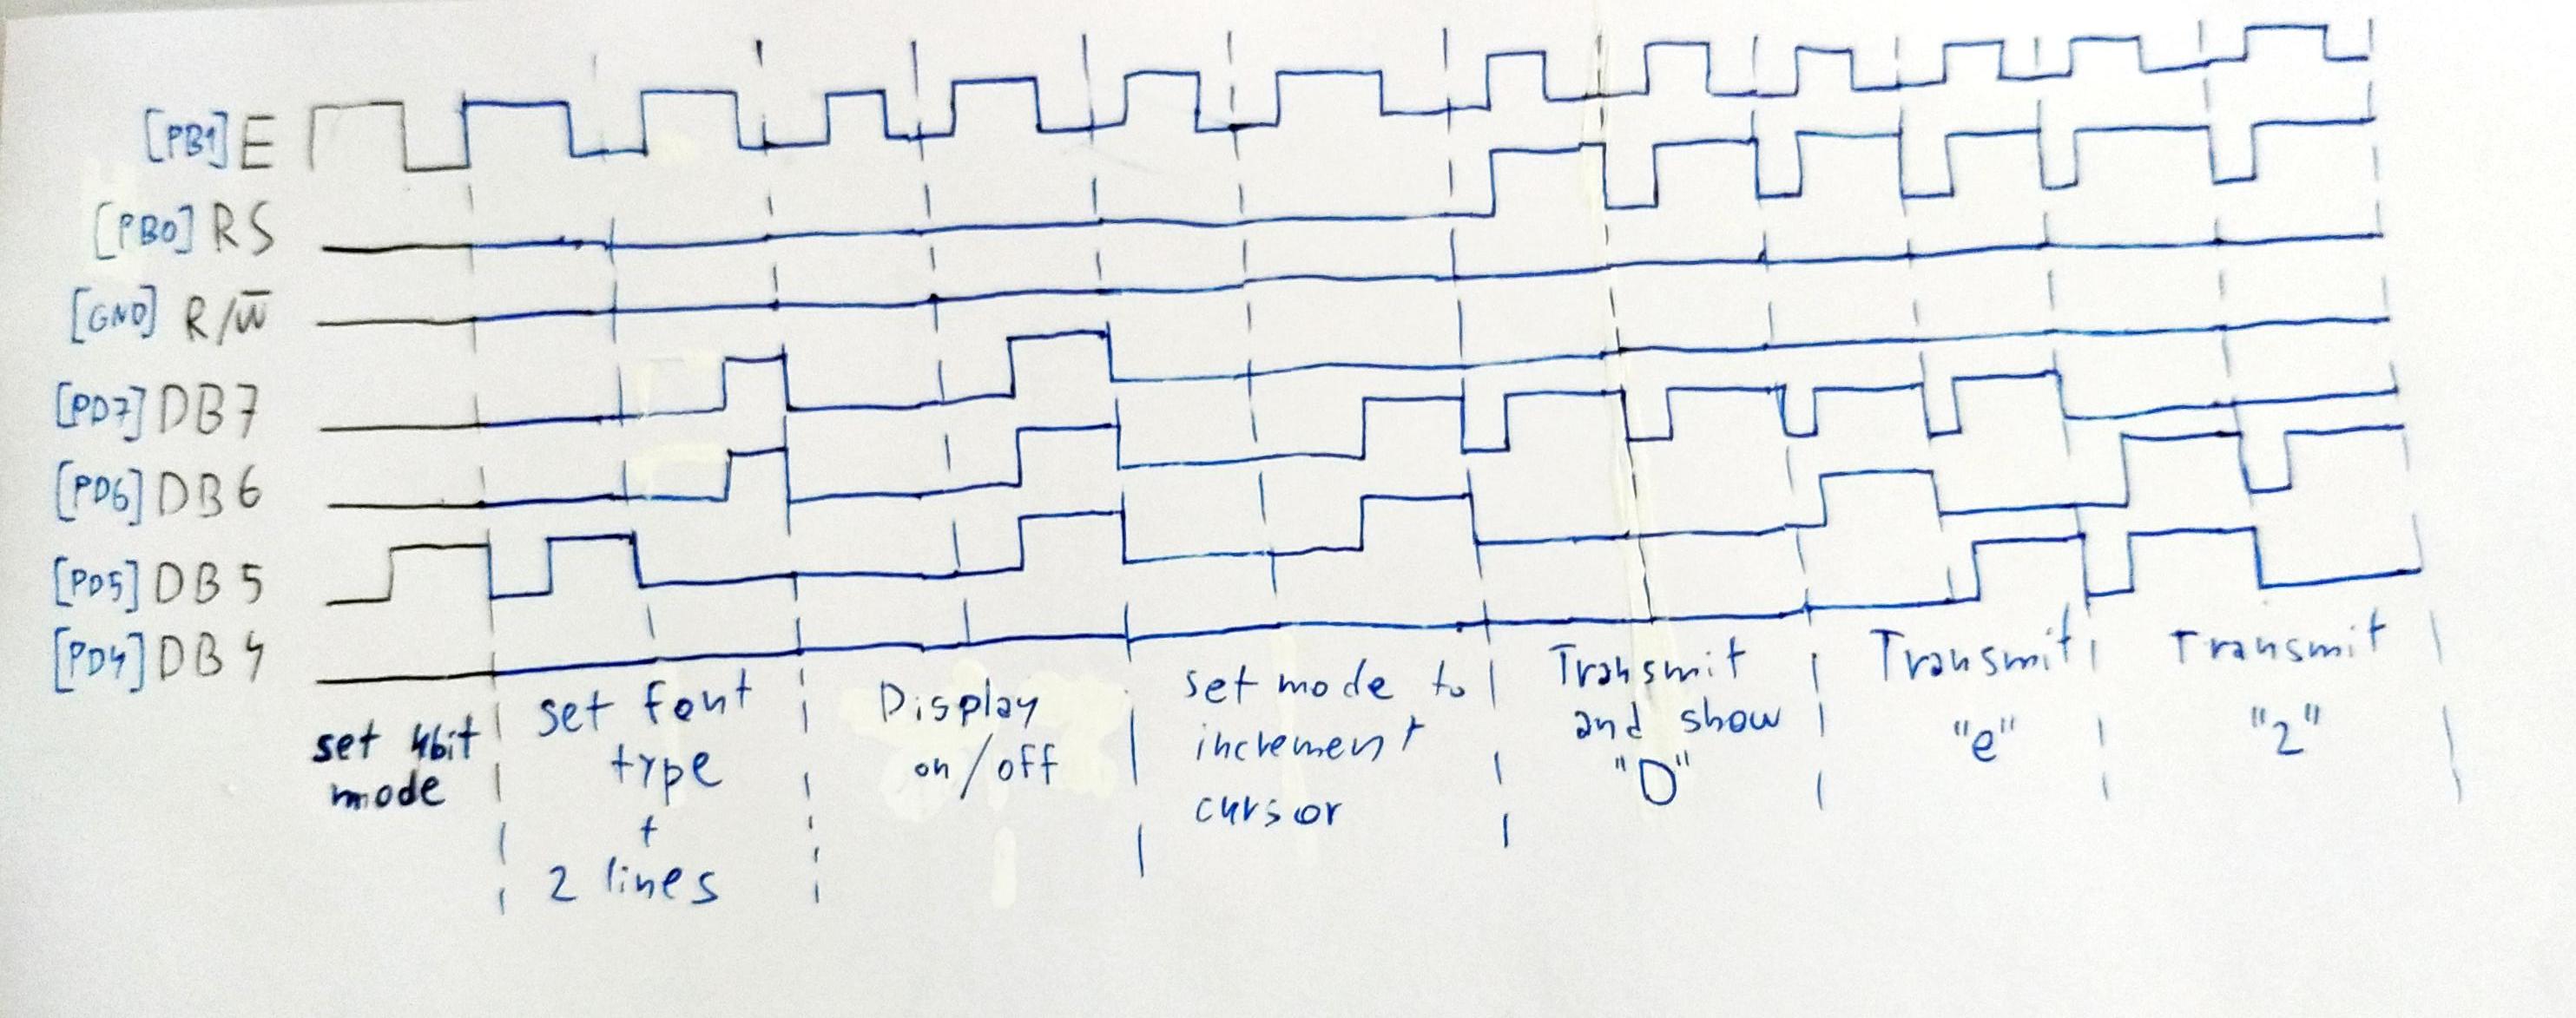 [PB1] E
[PB0] RS
[GND] R/W̅
[PD7] DB7
[PD6] DB6
[PD5] DB5
[PD4] DB4
set 4bit
mode
set font
type
+
2 lines
Display
on/off
set mode to
increment
cursor
Transmit
and show
"D"
Transmit
"e"
Transmit
"2"